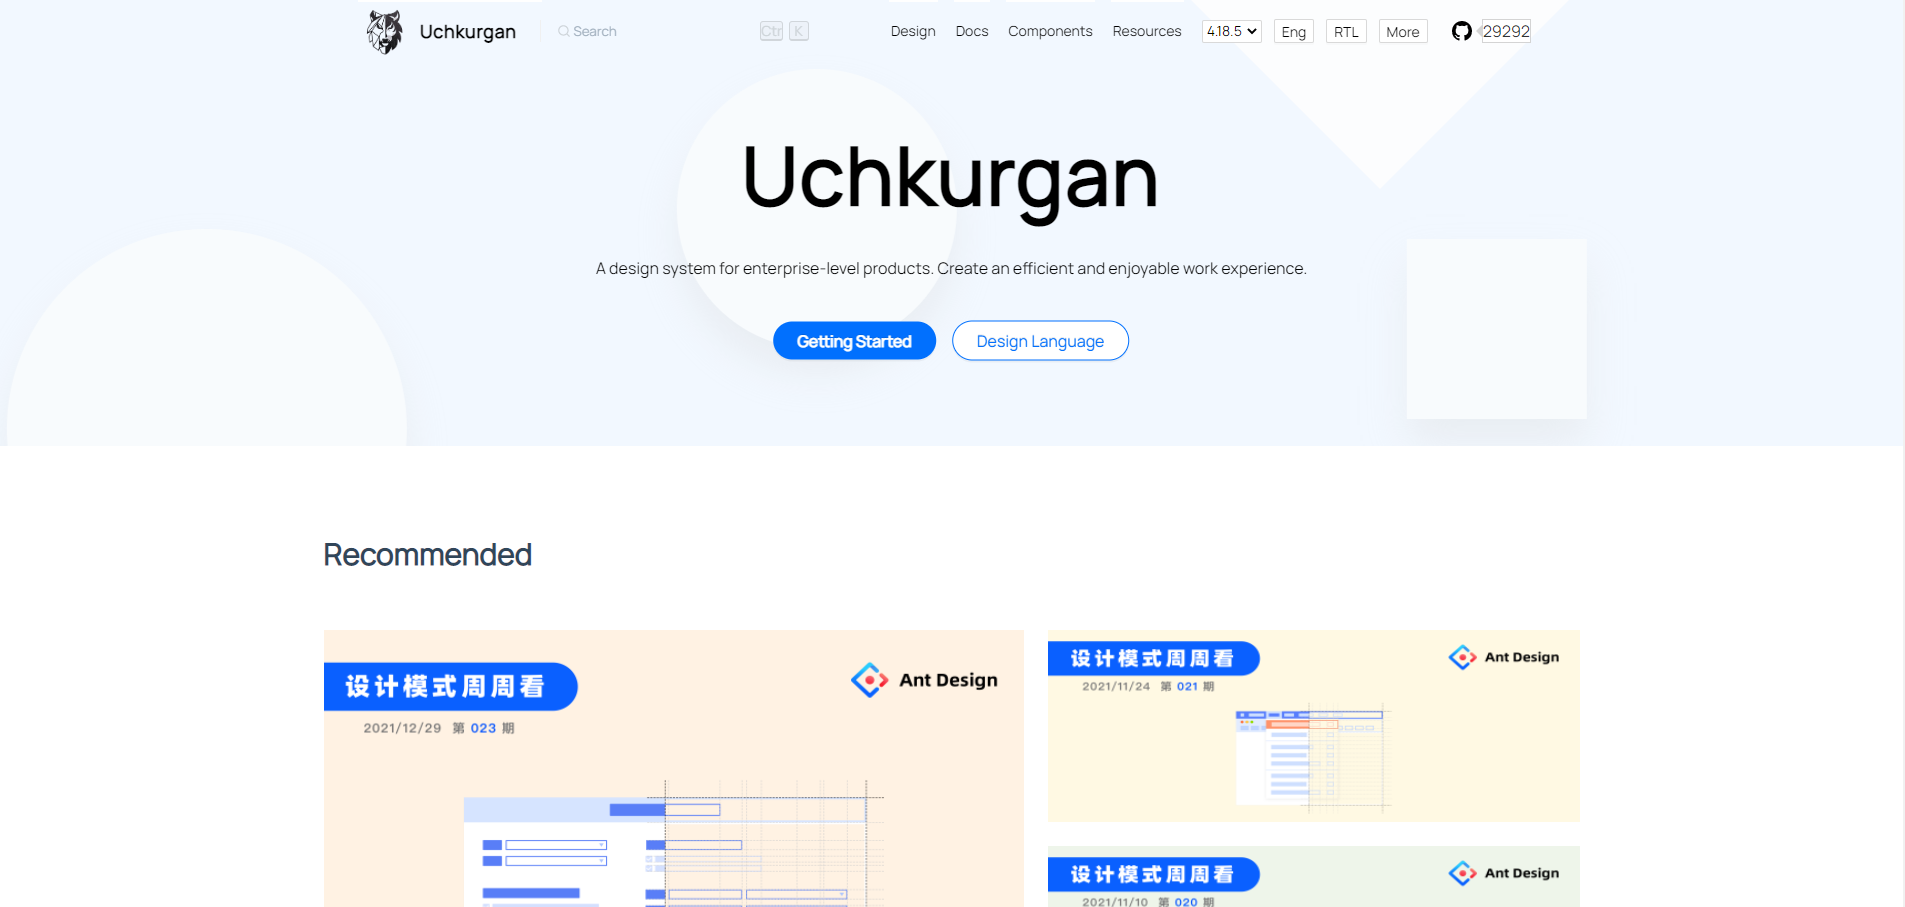 Uchkurgan
Search
Ctr K
Design
Docs
Components
Resources
4.18.5
Eng
RTL
More
29292
Uchkurgan
A design system for enterprise-level products. Create an efficient and enjoyable work experience.
Getting Started
Design Language
Recommended
设计模式周周看
Ant Design
2021/12/29 第 023 期
设计模式周周看
Ant Design
2021/11/24 第 021 期
设计模式周周看
Ant Design
2021/11/10 第 020 期